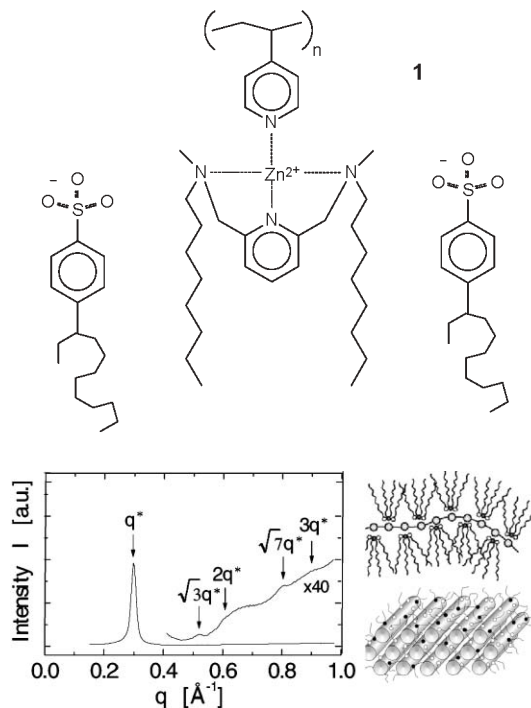 n
1
N
N Zn2+ N
N
−
O
O S O
−
O
O S O
Intensity I [a.u.]
q*
√3q*
2q*
√7q*
3q*
x40
0.0 0.2 0.4 0.6 0.8 1.0
q [Å-1]